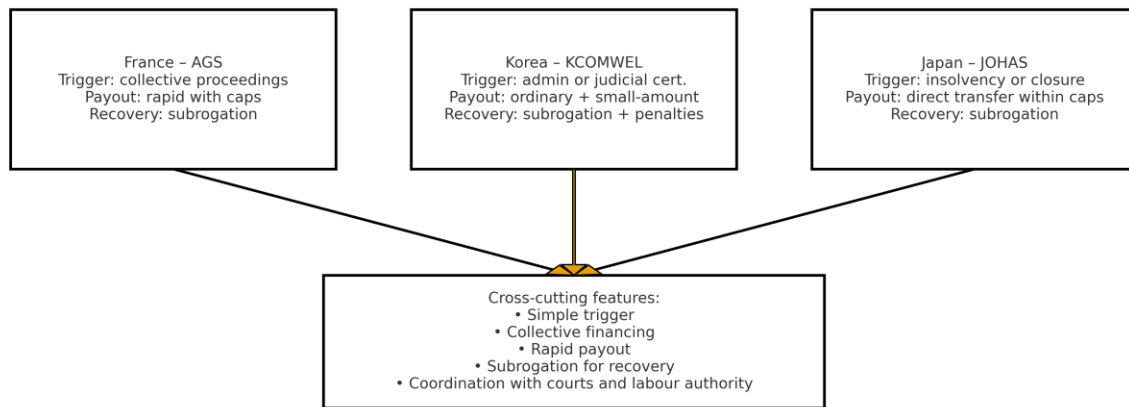 France – AGS
Trigger: collective proceedings
Payout: rapid with caps
Recovery: subrogation
Korea – KCOMWEL
Trigger: admin or judicial cert.
Payout: ordinary + small-amount
Recovery: subrogation + penalties
Japan – JOHAS
Trigger: insolvency or closure
Payout: direct transfer within caps
Recovery: subrogation
Cross-cutting features:
• Simple trigger
• Collective financing
• Rapid payout
• Subrogation for recovery
• Coordination with courts and labour authority